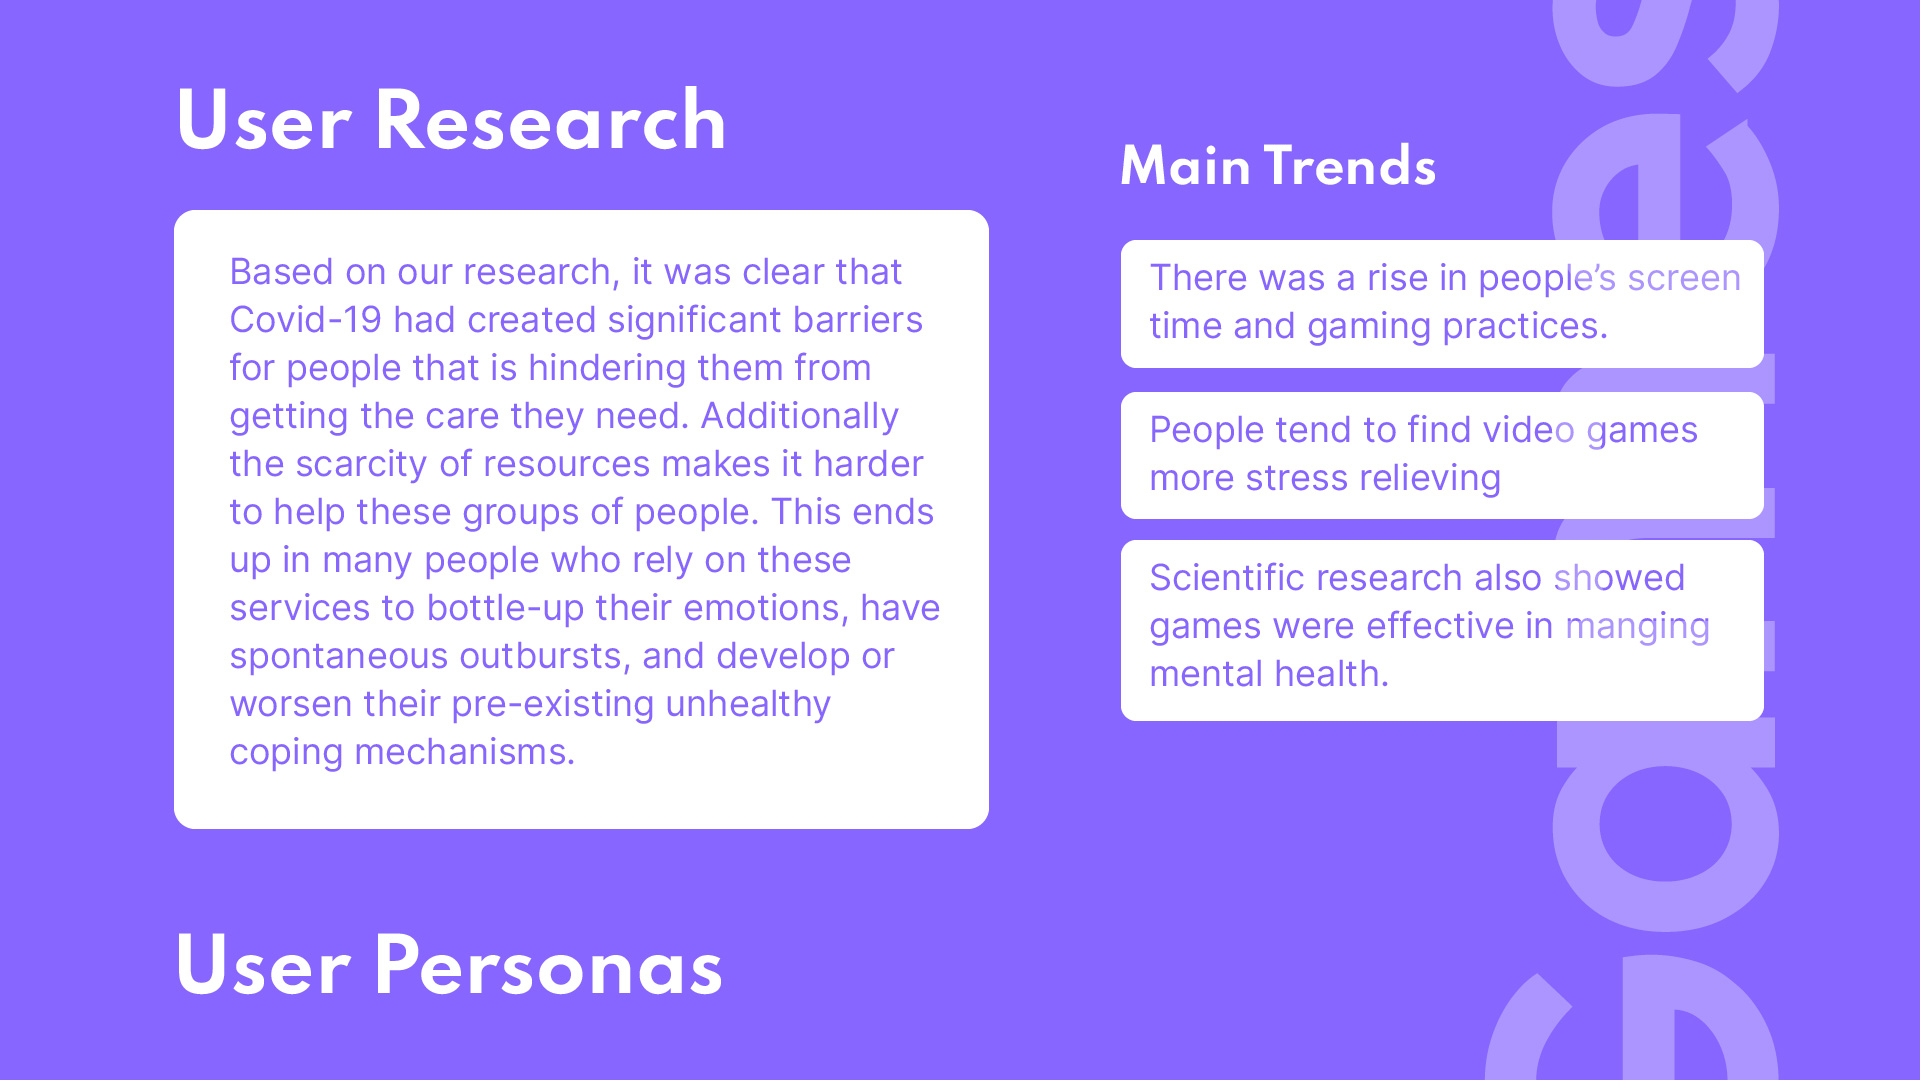 User Research
Based on our research, it was clear that
Covid-19 had created significant barriers
for people that is hindering them from
getting the care they need. Additionally
the scarcity of resources makes it harder
to help these groups of people. This ends
up in many people who rely on these
services to bottle-up their emotions, have
spontaneous outbursts, and develop or
worsen their pre-existing unhealthy
coping mechanisms.
Main Trends
There was a rise in people’s screen
time and gaming practices.
People tend to find video games
more stress relieving
Scientific research also showed
games were effective in manging
mental health.
User Personas
Games